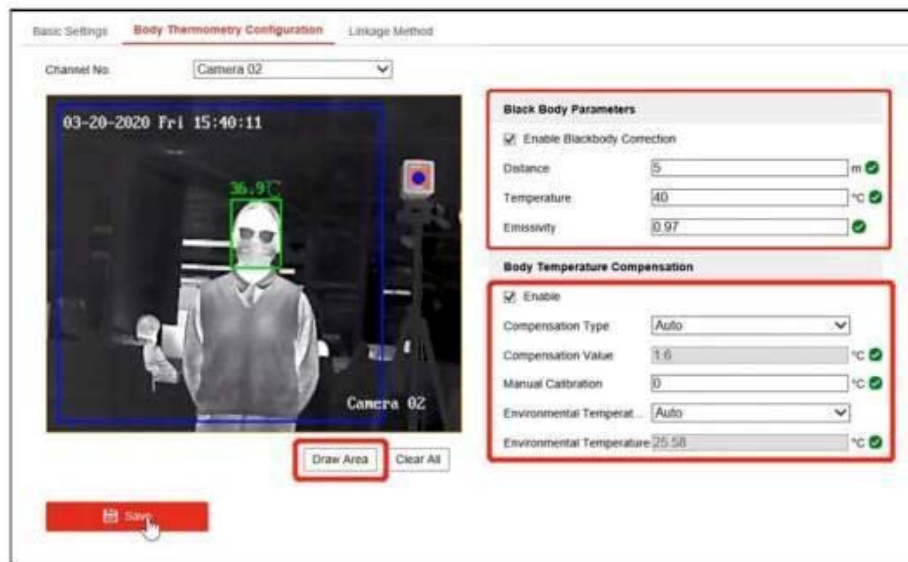 Basic Settings Body Thermometry Configuration Linkage Method
Channel No. Camera 02
03-20-2020 Fri 15:40:11
36.9℃
Camera 02
Draw Area Clear All
Save
Black Body Parameters
Enable Blackbody Correction
Distance 5 m
Temperature 40 °C
Emissivity 0.97
Body Temperature Compensation
Enable
Compensation Type Auto
Compensation Value 1.6 °C
Manual Calibration 0 °C
Environmental Temperat... Auto
Environmental Temperature 25.58 °C